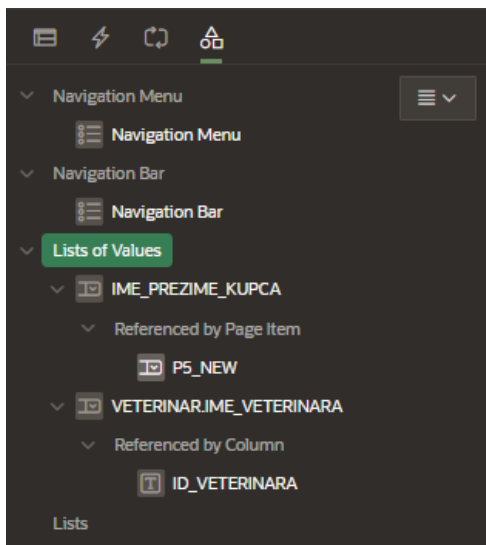 Navigation Menu
Navigation Menu
Navigation Bar
Navigation Bar
Lists of Values
IME_PREZIME_KUPCA
Referenced by Page Item
P5_NEW
VETERINAR.IME_VETERINARA
Referenced by Column
ID_VETERINARA
Lists